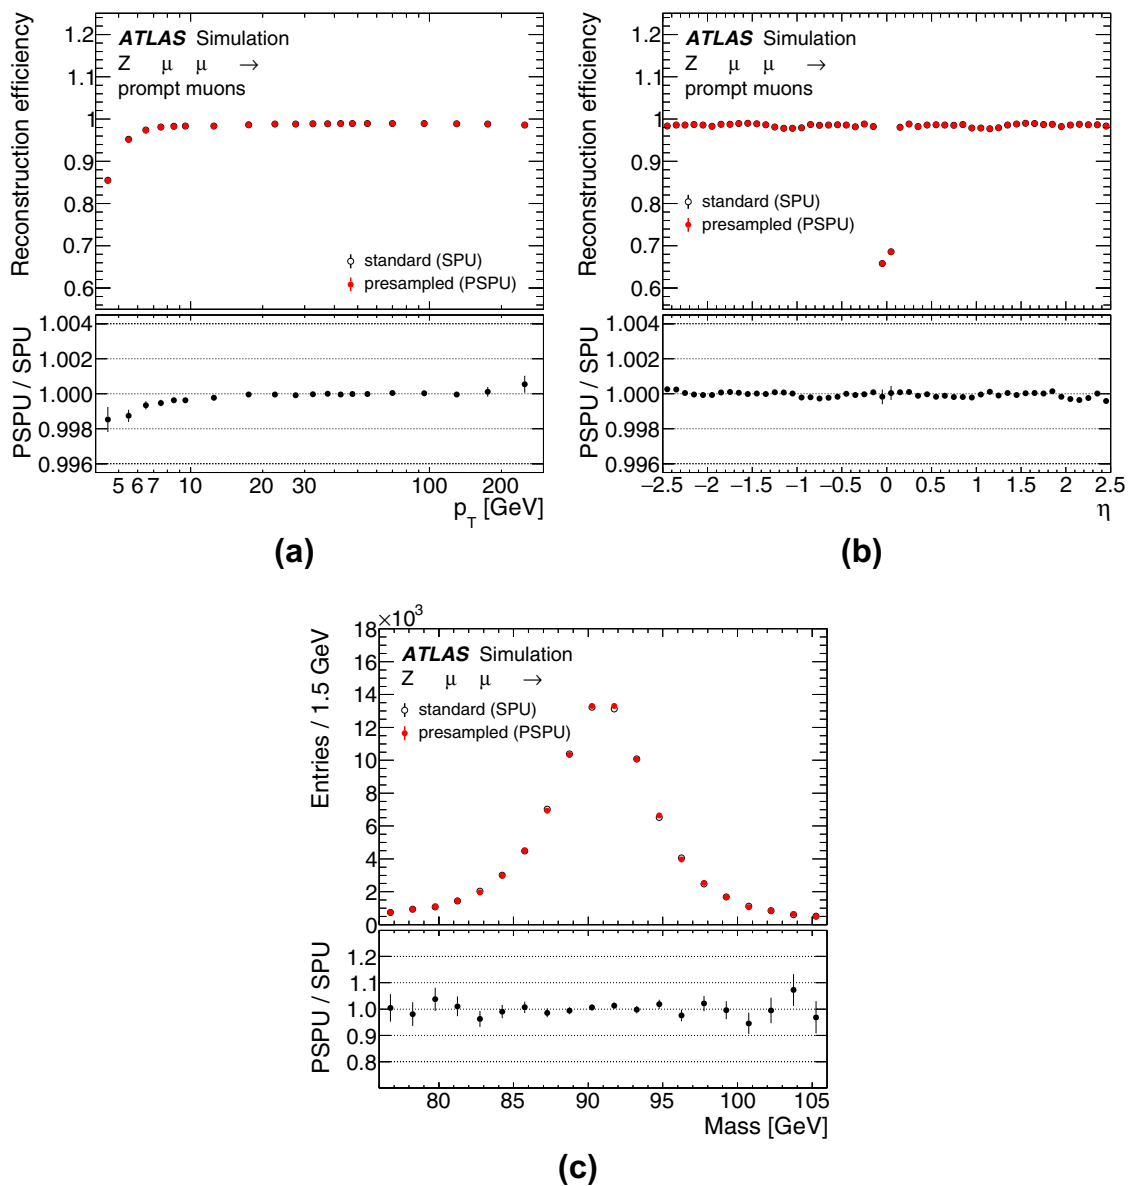 Reconstruction efficiency
1.2
1.1
1
0.9
0.8
0.7
0.6
ATLAS Simulation
Z μ μ →
prompt muons
standard (SPU)
presampled (PSPU)
PSPU / SPU
1.004
1.002
1.000
0.998
0.996
5 6 7 10 20 30 100 200
p_T [GeV]
(a)
Reconstruction efficiency
1.2
1.1
1
0.9
0.8
0.7
0.6
ATLAS Simulation
Z μ μ →
prompt muons
standard (SPU)
presampled (PSPU)
PSPU / SPU
1.004
1.002
1.000
0.998
0.996
−2.5 −2 −1.5 −1 −0.5 0 0.5 1 1.5 2 2.5
η
(b)
×10³
Entries / 1.5 GeV
18
16
14
12
10
8
6
4
2
0
ATLAS Simulation
Z μ μ →
standard (SPU)
presampled (PSPU)
PSPU / SPU
1.2
1.1
1.0
0.9
0.8
80 85 90 95 100 105
Mass [GeV]
(c)